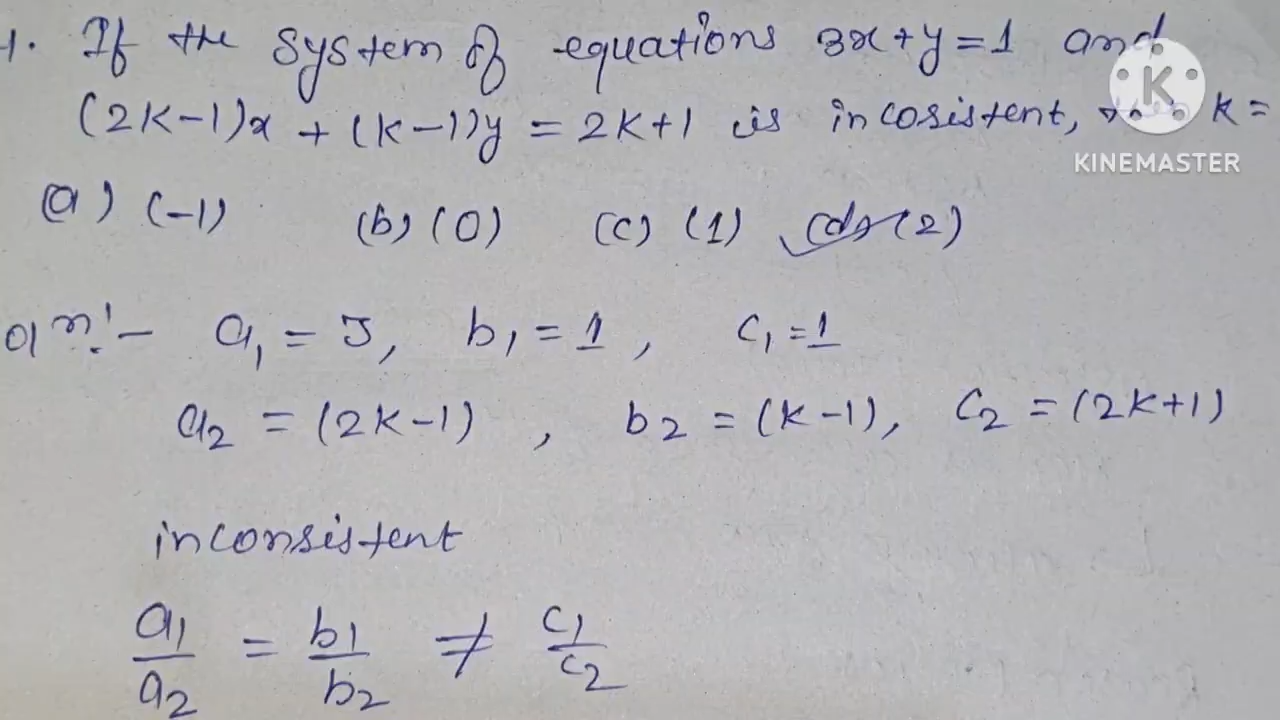 1. If the system of equations 3x+y=1 and
(2K-1)x + (K-1)y = 2K+1 is incosistent, then K=
K
KINEMASTER
(a) (-1) (b) (0) (c) (1) (d) (2)
a₁ = 3, b₁ = 1, c₁ = 1
a₂ = (2K-1), b₂ = (K-1), c₂ = (2K+1)
inconsistent
a₁/a₂ = b₁/b₂ ≠ c₁/c₂